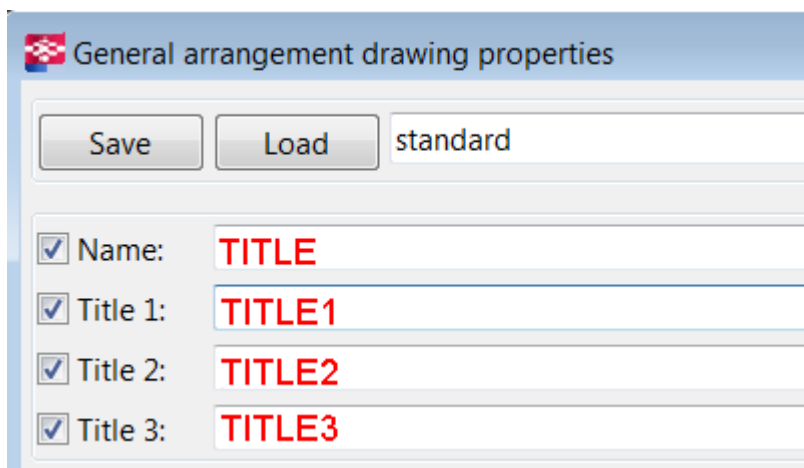 General arrangement drawing properties
Save Load standard
Name: TITLE
Title 1: TITLE1
Title 2: TITLE2
Title 3: TITLE3